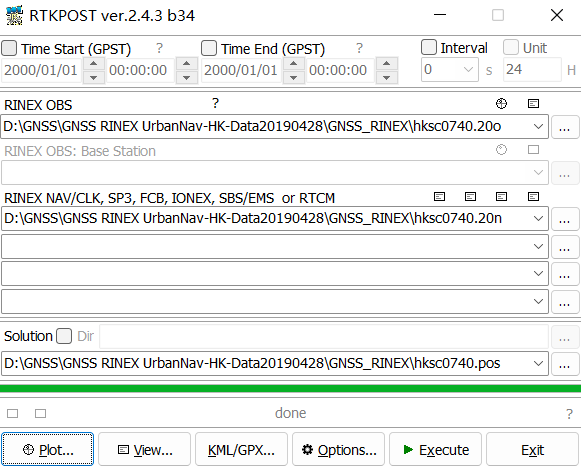 RTKPOST ver.2.4.3 b34
Time Start (GPST) ? Time End (GPST) ? Interval Unit
2000/01/01 00:00:00 2000/01/01 00:00:00 0 s 24 H
RINEX OBS ?
D:\GNSS\GNSS RINEX UrbanNav-HK-Data20190428\GNSS_RINEX\hksc0740.20o ...
RINEX OBS: Base Station
...
RINEX NAV/CLK, SP3, FCB, IONEX, SBS/EMS or RTCM
D:\GNSS\GNSS RINEX UrbanNav-HK-Data20190428\GNSS_RINEX\hksc0740.20n ...
...
...
...
Solution Dir ...
D:\GNSS\GNSS RINEX UrbanNav-HK-Data20190428\GNSS_RINEX\hksc0740.pos ...
done ?
Plot... View... KML/GPX... Options... Execute Exit